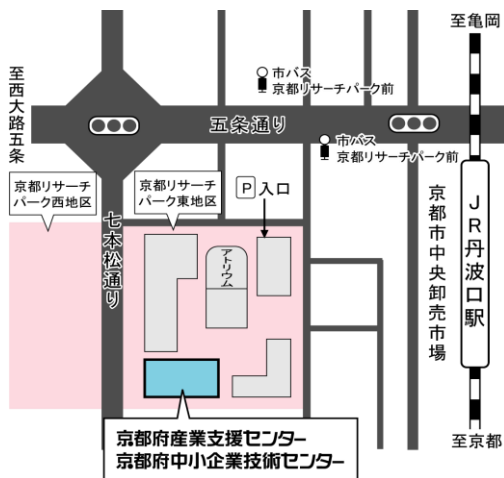 至亀岡
市バス
京都リサーチパーク前
至西大路五条
五条通り
市バス
京都リサーチパーク前
京都リサーチ
パーク西地区
京都リサーチ
パーク東地区
P 入口
七本松通り
アトリウム
京都市中央卸売市場
JR丹波口駅
京都府産業支援センター
京都府中小企業技術センター
至京都